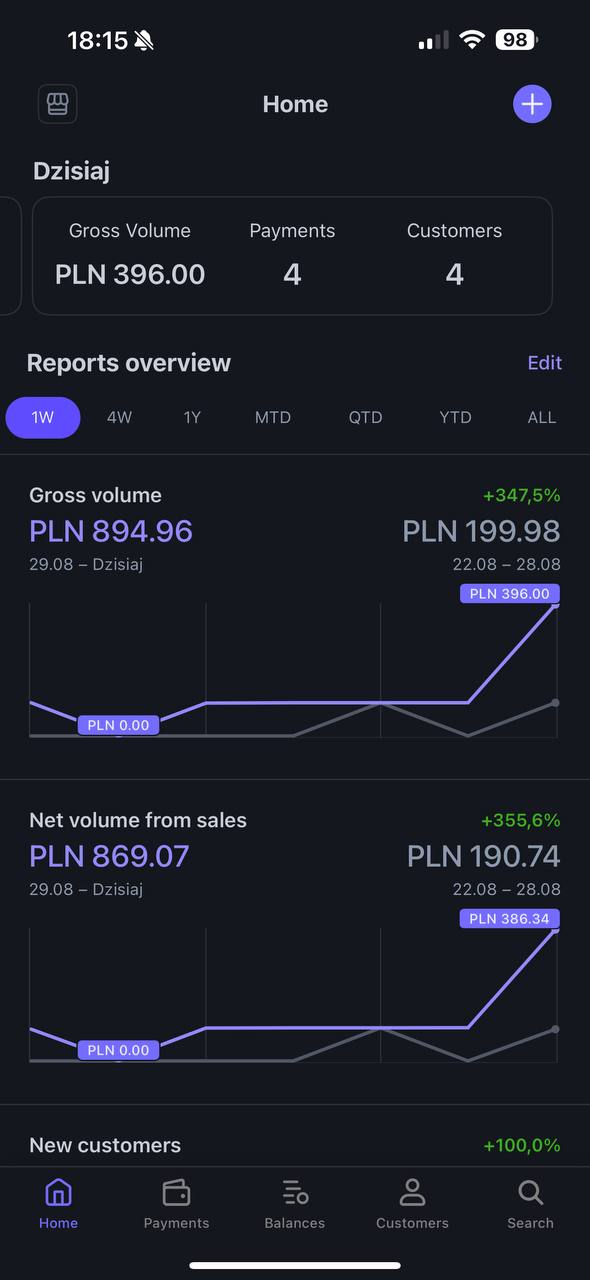 18:15
98
Home
Dzisiaj
Gross Volume Payments Customers
PLN 396.00 4 4
Reports overview Edit
1W 4W 1Y MTD QTD YTD ALL
Gross volume +347,5%
PLN 894.96 PLN 199.98
29.08 – Dzisiaj 22.08 – 28.08
PLN 396.00
PLN 0.00
Net volume from sales +355,6%
PLN 869.07 PLN 190.74
29.08 – Dzisiaj 22.08 – 28.08
PLN 386.34
PLN 0.00
New customers +100,0%
Home Payments Balances Customers Search